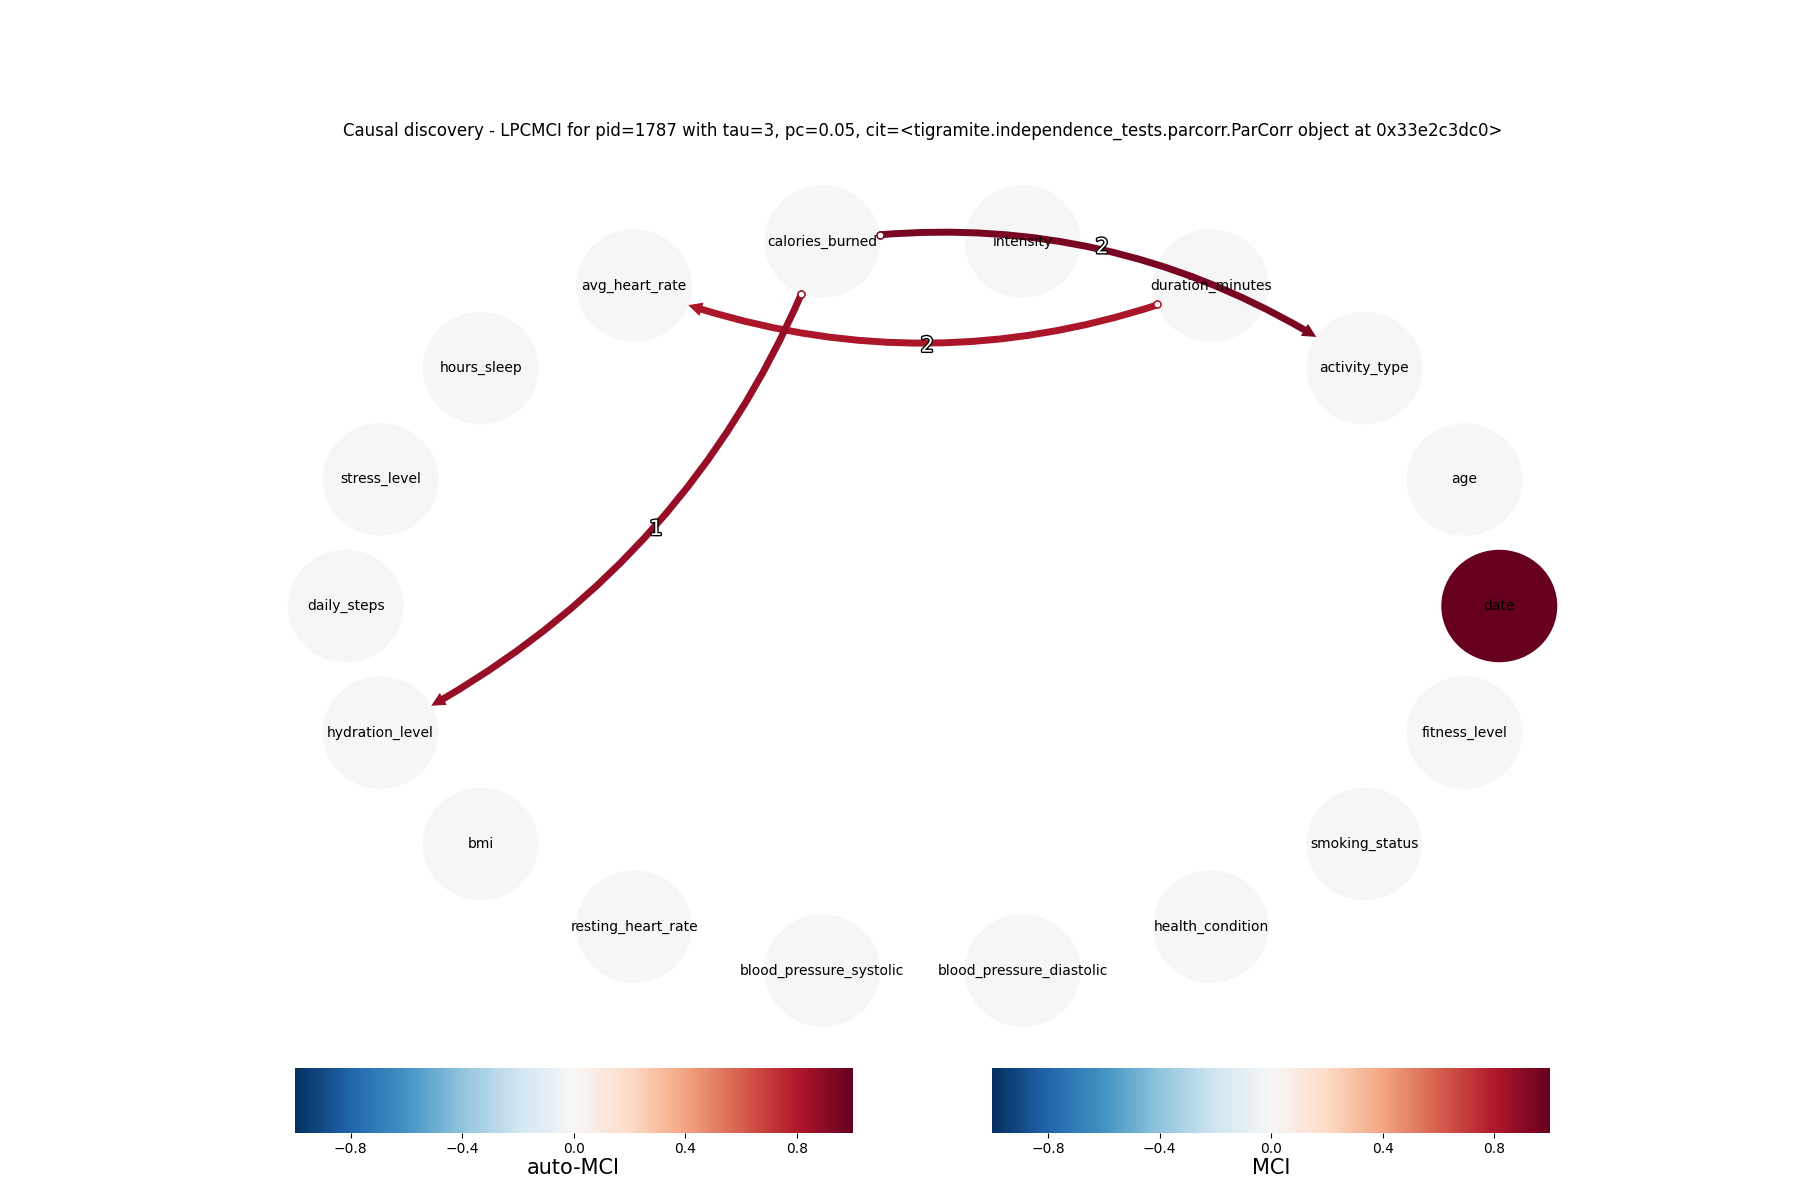 Causal discovery - LPCMCI for pid=1787 with tau=3, pc=0.05, cit=<tigramite.independence_tests.parcorr.ParCorr object at 0x33e2c3dc0>
calories_burned
intensity
2
avg_heart_rate
duration_minutes
2
hours_sleep
activity_type
stress_level
age
1
daily_steps
date
hydration_level
fitness_level
bmi
smoking_status
resting_heart_rate
health_condition
blood_pressure_systolic
blood_pressure_diastolic
−0.8 −0.4 0.0 0.4 0.8
auto-MCI
−0.8 −0.4 0.0 0.4 0.8
MCI